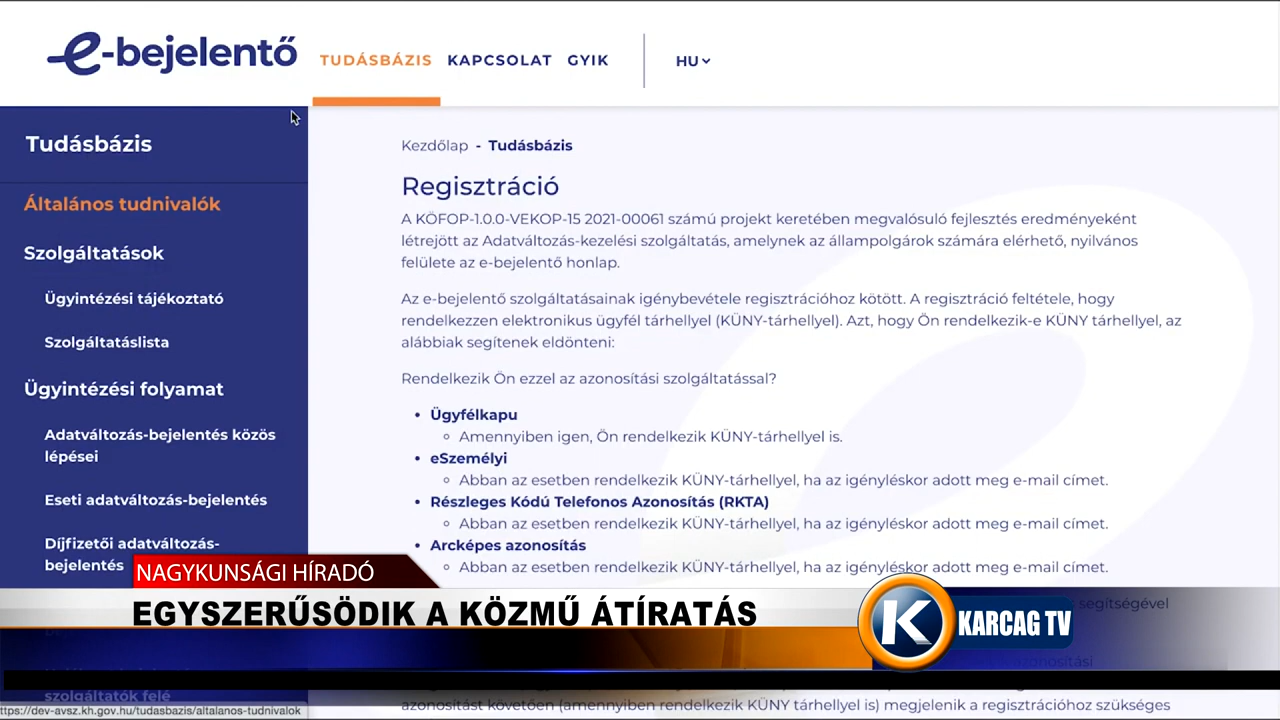 e-bejelentő
TUDÁSBÁZIS KAPCSOLAT GYIK HU
Tudásbázis
Általános tudnivalók
Szolgáltatások
Ügyintézési tájékoztató
Szolgáltatáslista
Ügyintézési folyamat
Adatváltozás-bejelentés közös
lépései
Eseti adatváltozás-bejelentés
Díjfizetői adatváltozás-
bejelentés
szolgáltatók felé
ttps://dev-avsz.kh.gov.hu/tudasbazis/altalanos-tudnivalok
Kezdőlap - Tudásbázis
Regisztráció
A KÖFOP-1.0.0-VEKOP-15 2021-00061 számú projekt keretében megvalósuló fejlesztés eredményeként
létrejött az Adatváltozás-kezelési szolgáltatás, amelynek az állampolgárok számára elérhető, nyilvános
felülete az e-bejelentő honlap.
Az e-bejelentő szolgáltatásainak igénybevétele regisztrációhoz kötött. A regisztráció feltétele, hogy
rendelkezzen elektronikus ügyfél tárhellyel (KÜNY-tárhellyel). Azt, hogy Ön rendelkezik-e KÜNY tárhellyel, az
alábbiak segítenek eldönteni:
Rendelkezik Ön ezzel az azonosítási szolgáltatással?
• Ügyfélkapu
Amennyiben igen, Ön rendelkezik KÜNY-tárhellyel is.
• eSzemélyi
Abban az esetben rendelkezik KÜNY-tárhellyel, ha az igényléskor adott meg e-mail címet.
• Részleges Kódú Telefonos Azonosítás (RKTA)
Abban az esetben rendelkezik KÜNY-tárhellyel, ha az igényléskor adott meg e-mail címet.
• Arcképes azonosítás
Abban az esetben rendelkezik KÜNY-tárhellyel, ha az igényléskor adott meg e-mail címet.
segítségével
azonosítási
azonosítást követően (amennyiben rendelkezik KÜNY tárhellyel is) megjelenik a regisztrációhoz szükséges
NAGYKUNSÁGI HÍRADÓ
EGYSZERŰSÖDIK A KÖZMŰ ÁTÍRATÁS
K KARCAG TV